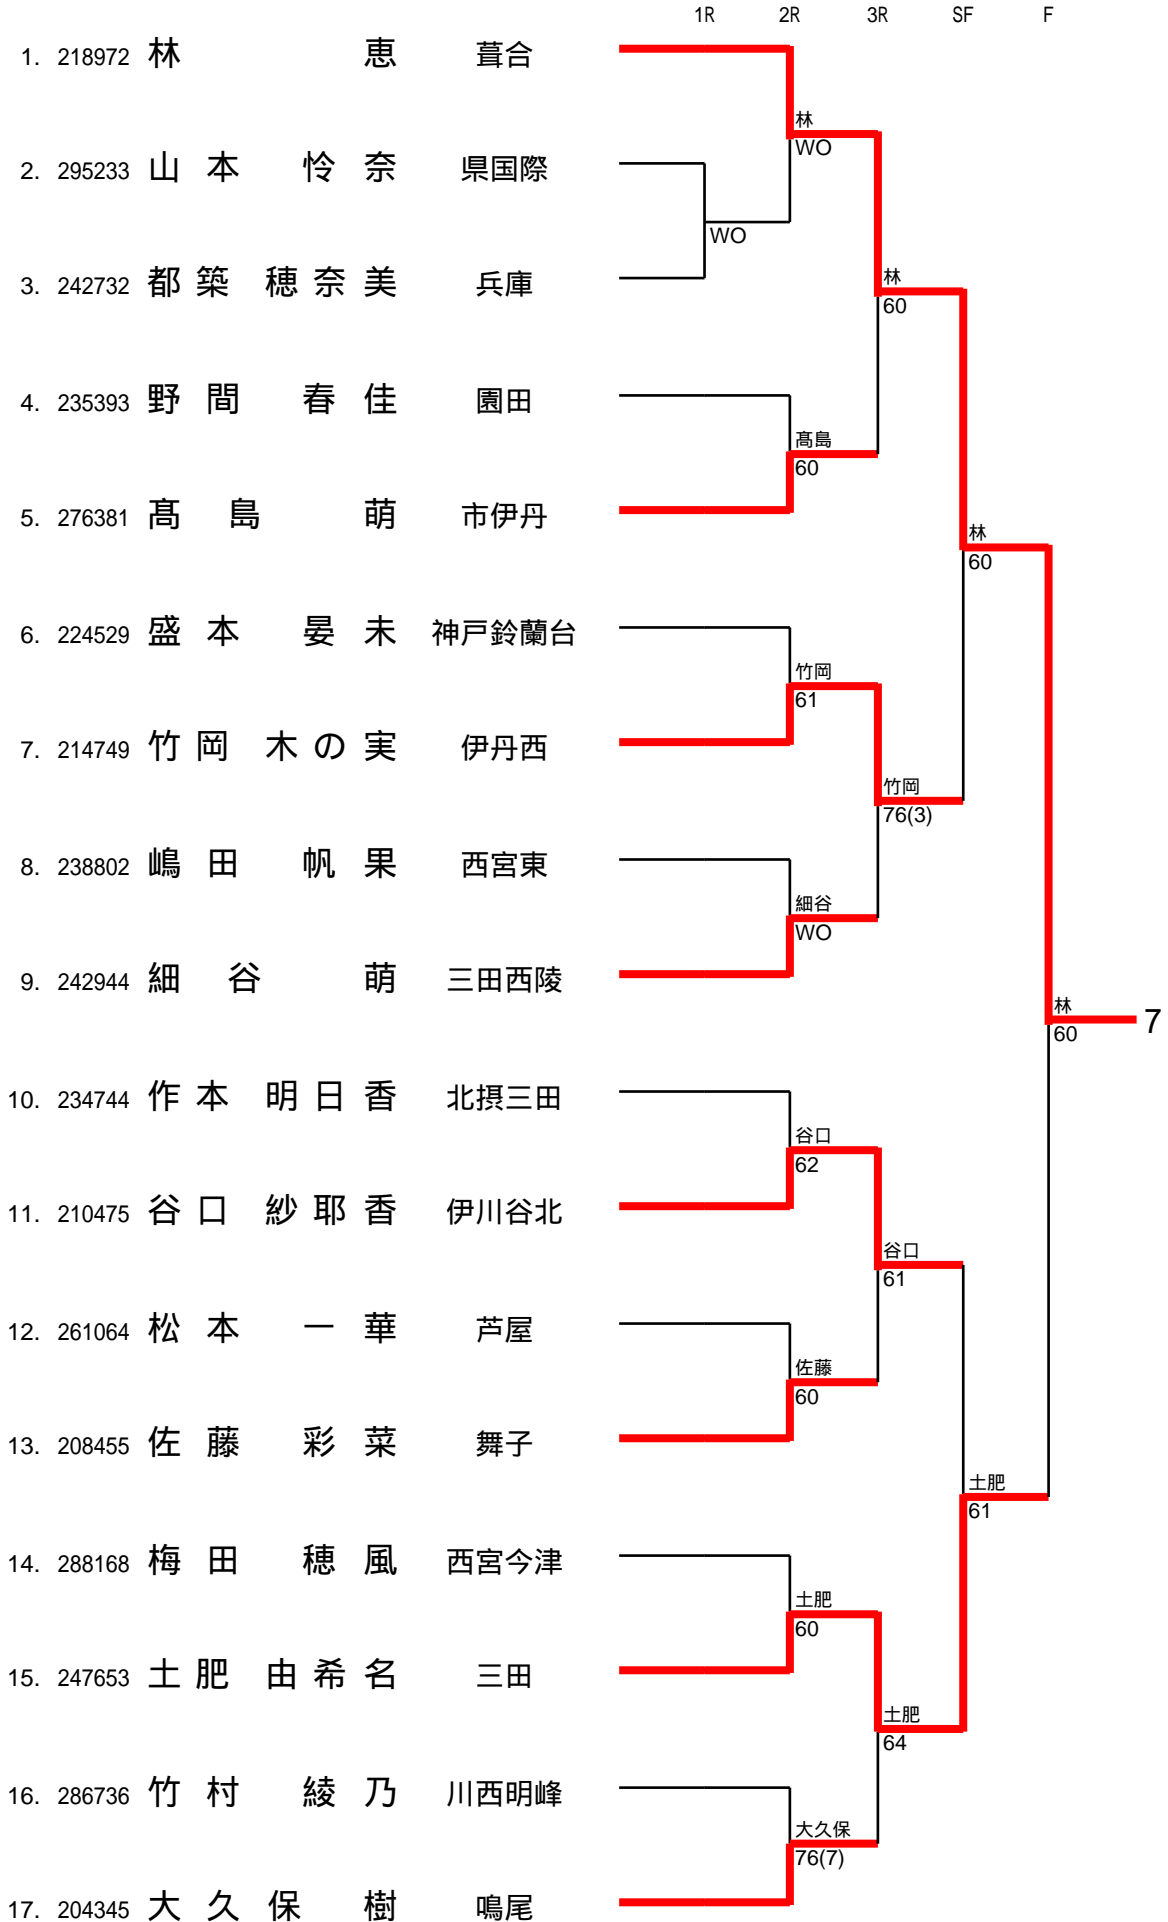 1R 2R 3R SF F
1. 218972 林 恵 葺合
林
WO
2. 295233 山本 怜奈 県国際
WO
3. 242732 都築 穂奈美 兵庫
林
60
4. 235393 野間 春佳 園田
髙島
60
5. 276381 髙島 萌 市伊丹
林
60
6. 224529 盛本 晏未 神戸鈴蘭台
竹岡
61
7. 214749 竹岡 木の実 伊丹西
竹岡
76(3)
8. 238802 嶋田 帆果 西宮東
細谷
WO
9. 242944 細谷 萌 三田西陵
林
60
7
10. 234744 作本 明日香 北摂三田
谷口
62
11. 210475 谷口 紗耶香 伊川谷北
谷口
61
12. 261064 松本 一華 芦屋
佐藤
60
13. 208455 佐藤 彩菜 舞子
土肥
61
14. 288168 梅田 穂風 西宮今津
土肥
60
15. 247653 土肥 由希名 三田
土肥
64
16. 286736 竹村 綾乃 川西明峰
大久保
76(7)
17. 204345 大久保 樹 鳴尾